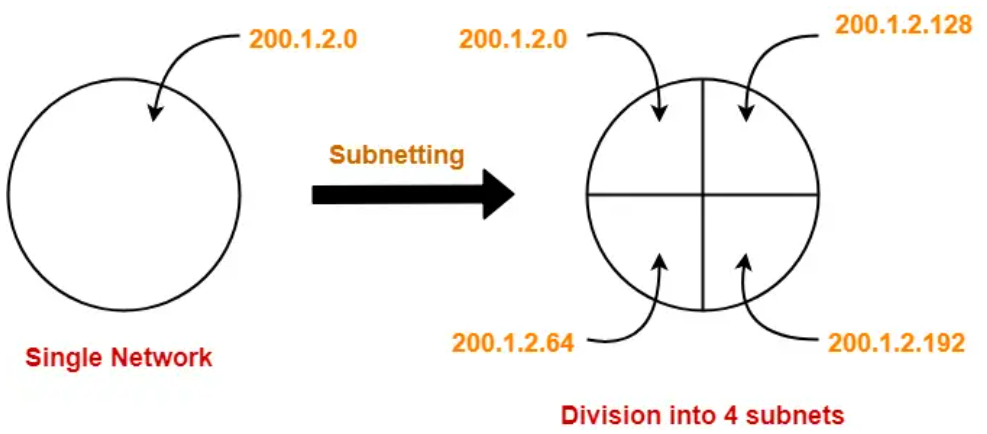 200.1.2.0
200.1.2.0
200.1.2.128
Subnetting
200.1.2.64
200.1.2.192
Single Network
Division into 4 subnets